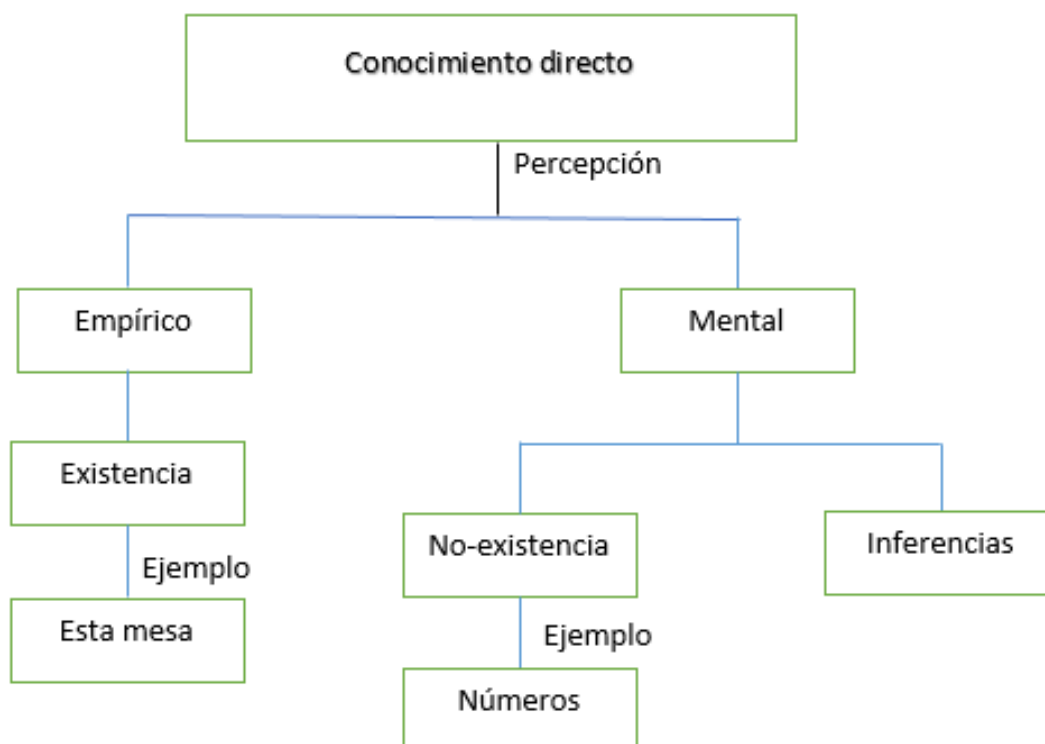 Conocimiento directo
Percepción
Empírico
Mental
Existencia
No-existencia
Inferencias
Ejemplo
Esta mesa
Ejemplo
Números